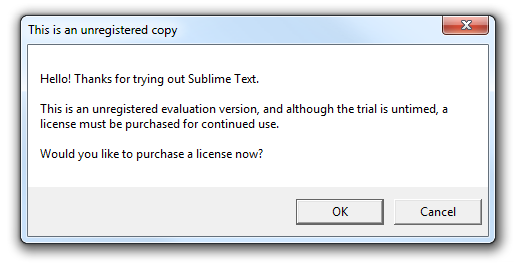 This is an unregistered copy
Hello! Thanks for trying out Sublime Text.
This is an unregistered evaluation version, and although the trial is untimed, a
license must be purchased for continued use.
Would you like to purchase a license now?
OK
Cancel